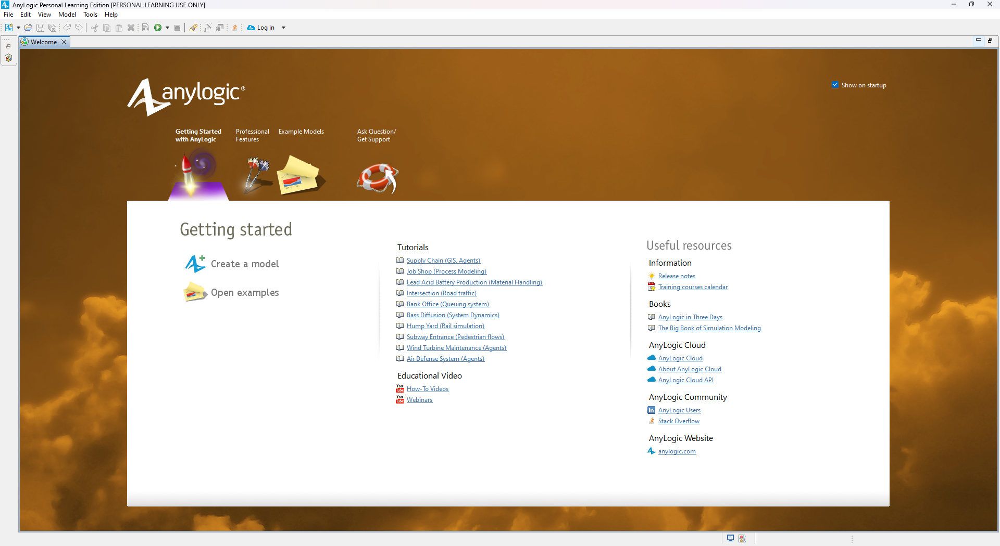 AnyLogic Personal Learning Edition [PERSONAL LEARNING USE ONLY]
File Edit View Model Tools Help
Log in
Welcome
anylogic®
Show on startup
Getting Started with AnyLogic
Professional Features
Example Models
Ask Question/ Get Support
Getting started
Create a model
Open examples
Tutorials
Supply Chain (GIS, Agents)
Job Shop (Process Modeling)
Lead Acid Battery Production (Material Handling)
Intersection (Road traffic)
Bank Office (Queuing system)
Bass Diffusion (System Dynamics)
Hump Yard (Rail simulation)
Subway Entrance (Pedestrian flows)
Wind Turbine Maintenance (Agents)
Air Defense System (Agents)
Educational Video
You Tube How-To Videos
You Tube Webinars
Useful resources
Information
Release notes
Training courses calendar
Books
AnyLogic in Three Days
The Big Book of Simulation Modeling
AnyLogic Cloud
AnyLogic Cloud
About AnyLogic Cloud
AnyLogic Cloud API
AnyLogic Community
in AnyLogic Users
Stack Overflow
AnyLogic Website
anylogic.com